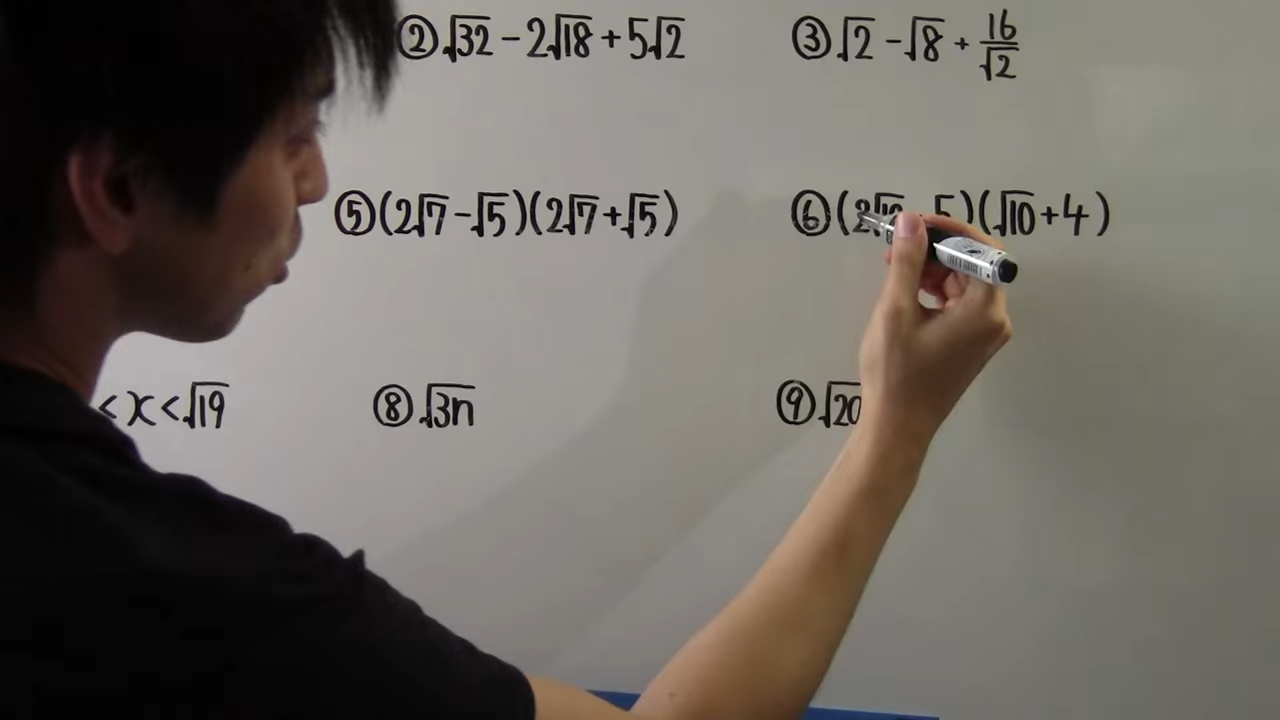 ② √32 - 2√18 + 5√2
③ √2 - √8 + 16/√2
⑤ (2√7 - √5)(2√7 + √5)
⑥ (2√10 5)(√10 + 4)
< x < √19
⑧ √3n
⑨ √20